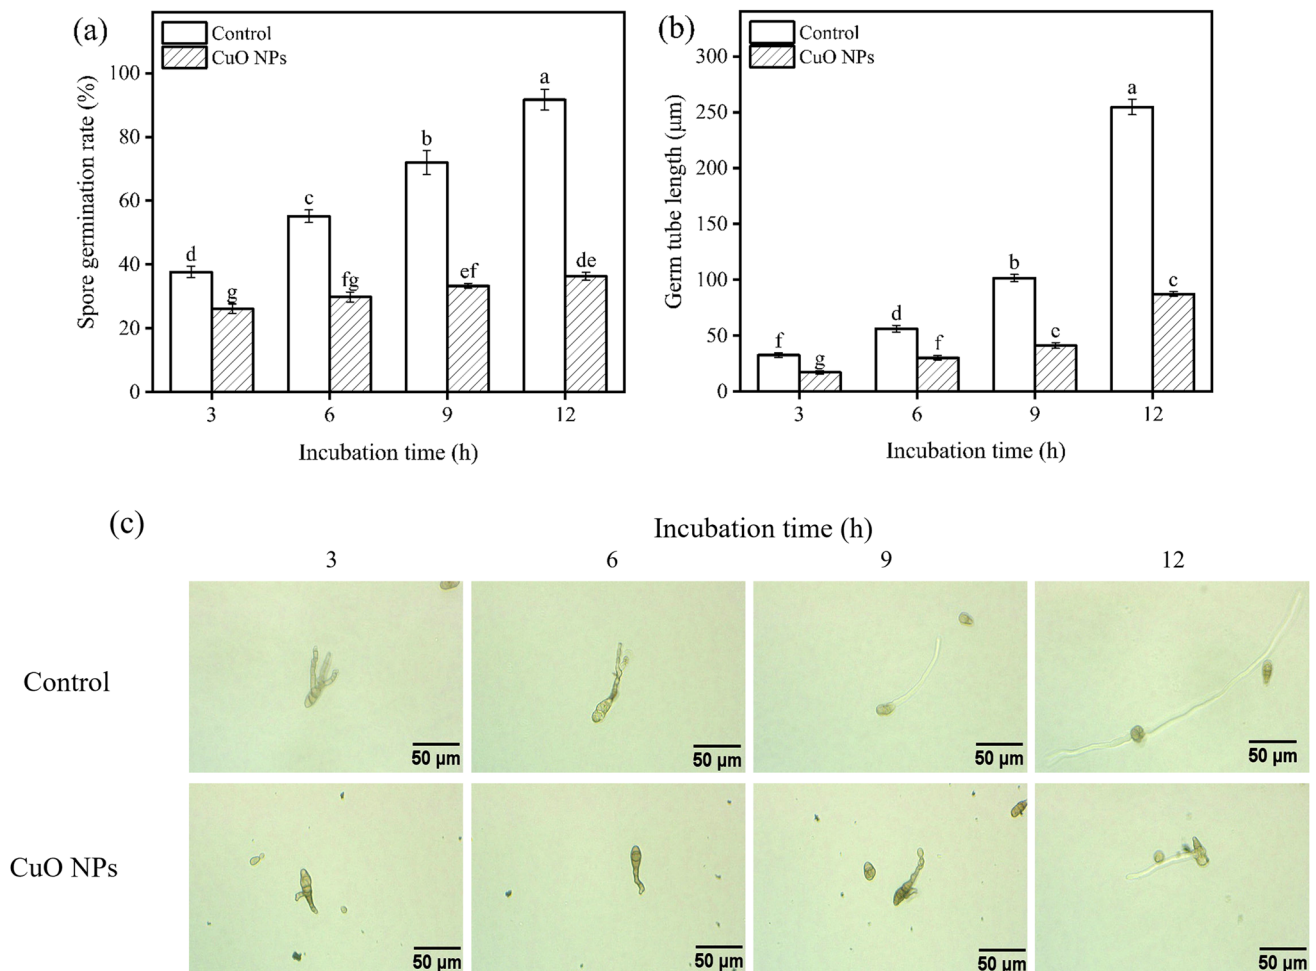 (a)
Control
CuO NPs
Spore germination rate (%)
100
80
60
40
20
0
d
g
c
fg
b
ef
a
de
3 6 9 12
Incubation time (h)
(b)
Control
CuO NPs
Germ tube length (μm)
300
250
200
150
100
50
0
f
g
d
f
b
c
a
c
3 6 9 12
Incubation time (h)
(c)
Incubation time (h)
3 6 9 12
Control
50 μm 50 μm 50 μm 50 μm
CuO NPs
50 μm 50 μm 50 μm 50 μm